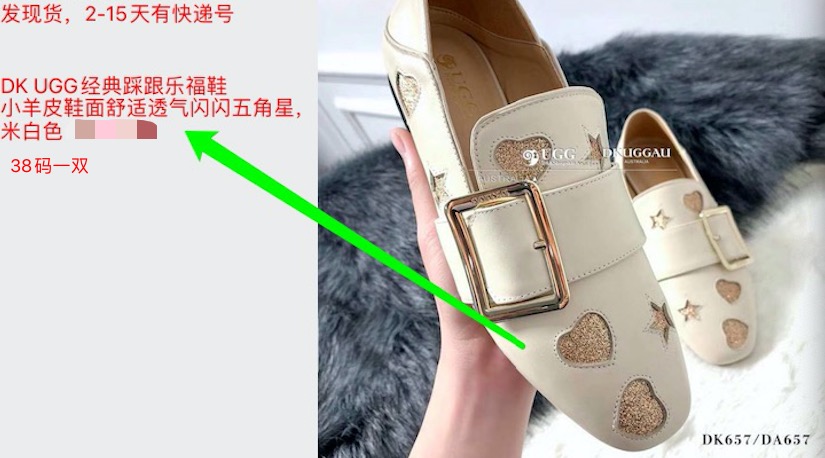 发现货，2-15天有快递号
DK UGG经典踩跟乐福鞋
小羊皮鞋面舒适透气闪闪五角星，
米白色
38码一双
UGG
UGG
DKUGGAU
AUSTRALIA
AUSTRALIA
DK657/DA657